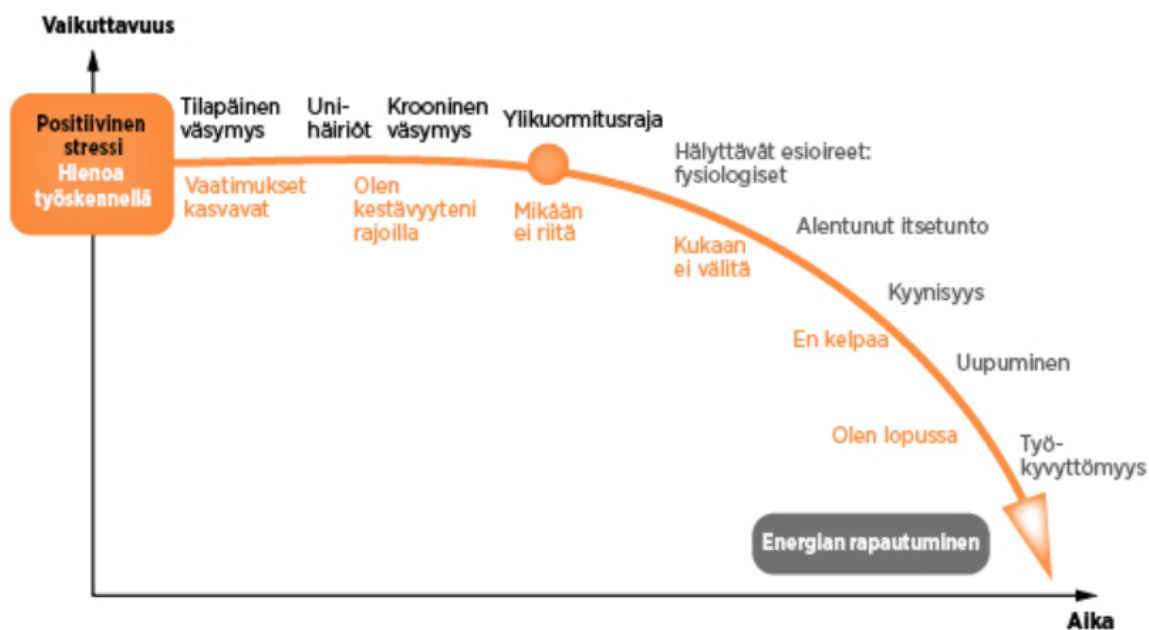 Vaikuttavuus
Positiivinen
stressi
Hienoa
työskennellä
Tilapäinen
väsymys
Uni-
häiriöt
Krooninen
väsymys
Ylikuormitusraja
Vaatimukset
kasvavat
Olen
kestävyyteni
rajoilla
Mikään
ei riitä
Hälyttävät esioireet:
fysiologiset
Kukaan
ei välitä
Alentunut itsetunto
Kyynisyys
En kelpaa
Uupuminen
Olen lopussa
Työ-
kyvyttömyys
Energian rapautuminen
Aika